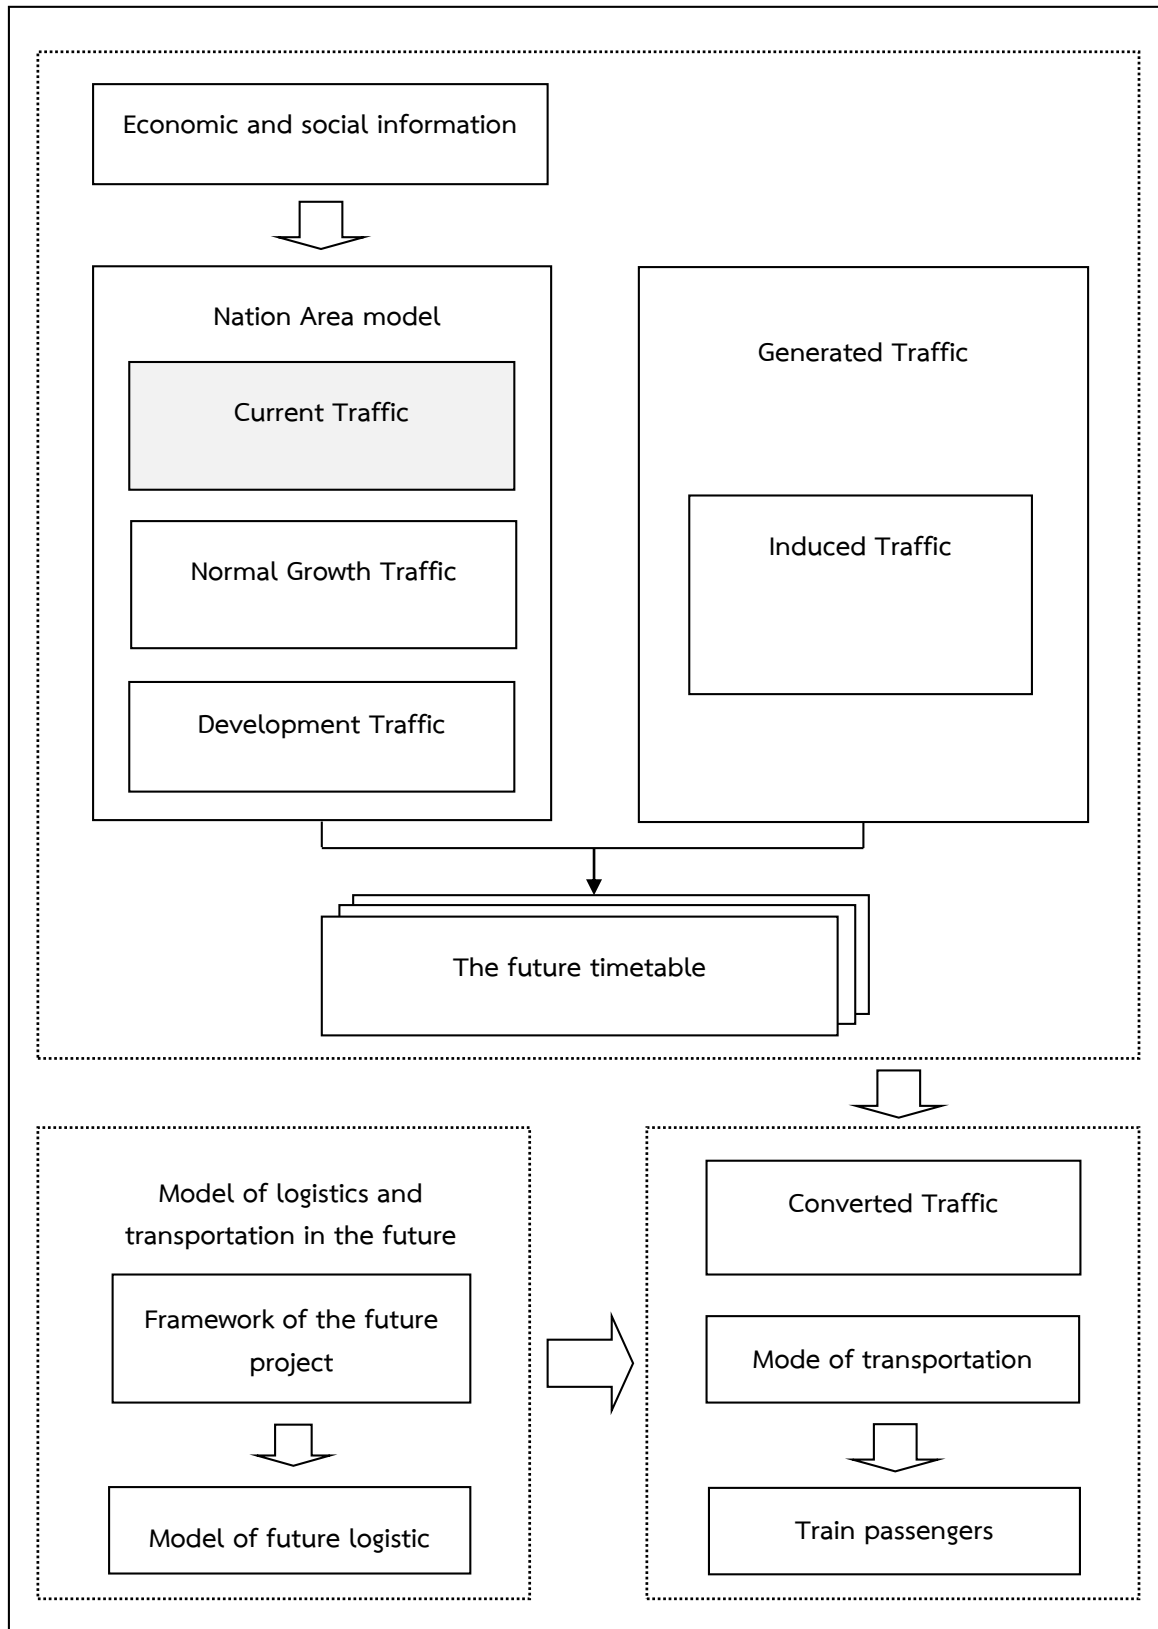 Economic and social information
Nation Area model
Current Traffic
Normal Growth Traffic
Development Traffic
Generated Traffic
Induced Traffic
The future timetable
Model of logistics and
transportation in the future
Framework of the future
project
Model of future logistic
Converted Traffic
Mode of transportation
Train passengers